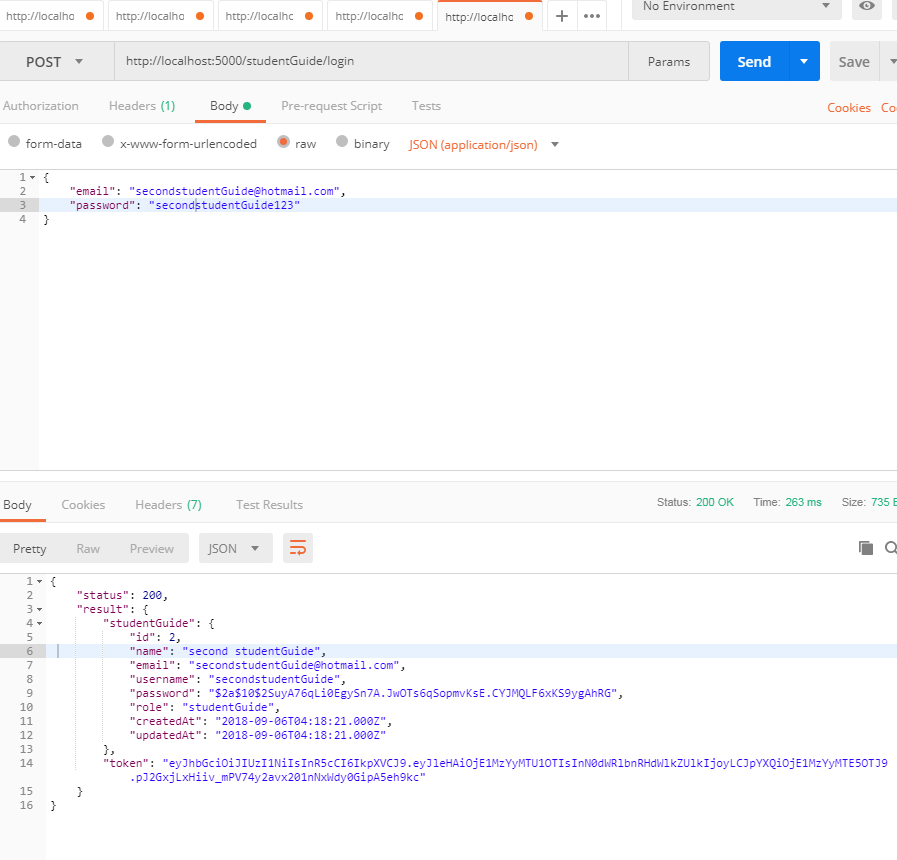 http://localhc http://localhc http://localhc http://localhc http://localhc + ••• No Environment
POST http://localhost:5000/studentGuide/login Params Send Save
Authorization Headers (1) Body Pre-request Script Tests Cookies Co
form-data x-www-form-urlencoded raw binary JSON (application/json)
1 {
2 "email": "secondstudentGuide@hotmail.com",
3 "password": "secondstudentGuide123"
4 }
Body Cookies Headers (7) Test Results Status: 200 OK Time: 263 ms Size: 735 E
Pretty Raw Preview JSON
1 {
2 "status": 200,
3 "result": {
4 "studentGuide": {
5 "id": 2,
6 "name": "second studentGuide",
7 "email": "secondstudentGuide@hotmail.com",
8 "username": "secondstudentGuide",
9 "password": "$2a$10$2SuyA76qLi0EgySn7A.JwOTs6qSopmvKsE.CYJMQLF6xKS9ygAhRG",
10 "role": "studentGuide",
11 "createdAt": "2018-09-06T04:18:21.000Z",
12 "updatedAt": "2018-09-06T04:18:21.000Z"
13 },
14 "token": "eyJhbGciOiJIUzI1NiIsInR5cCI6IkpXVCJ9.eyJleHAiOjE1MzYyMTU1OTIsInN0dWRlbnRHdWlkZUlkIjoyLCJpYXQiOjE1MzYyMTE5OTJ9
.pJ2GxjLxHiiv_mPV74y2avx201nNxWdy0GipA5eh9kc"
15 }
16 }